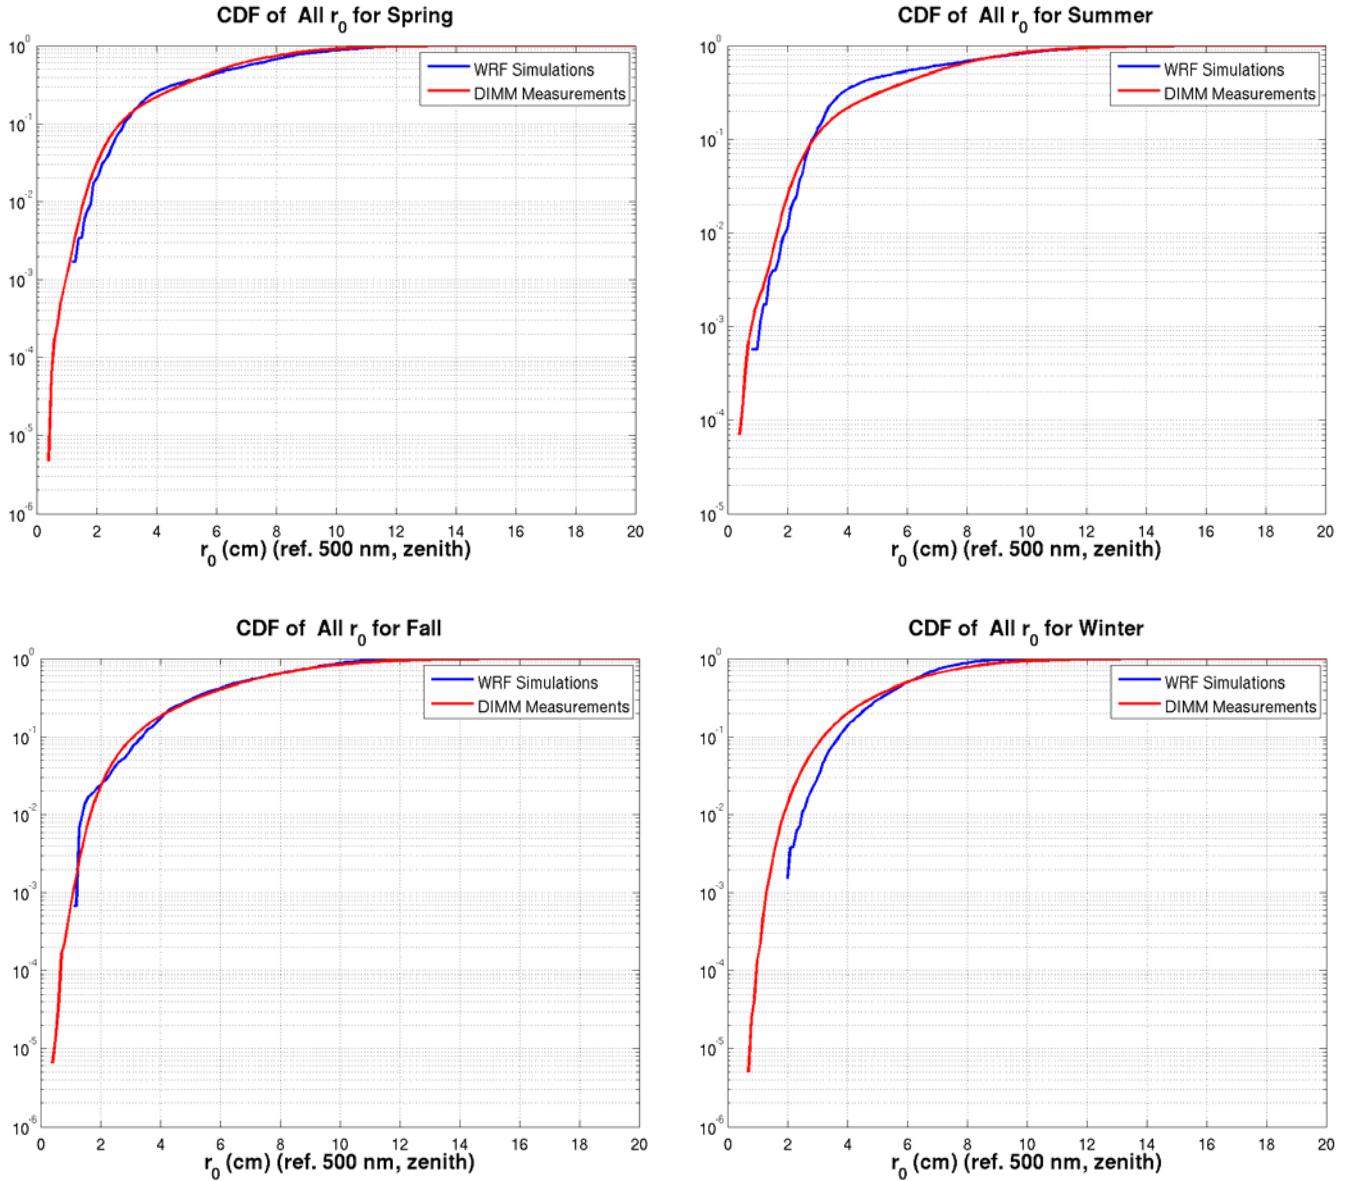 CDF of All r0 for Spring
10^0
10^-1
10^-2
10^-3
10^-4
10^-5
10^-6
WRF Simulations
DIMM Measurements
0 2 4 6 8 10 12 14 16 18 20
r0 (cm) (ref. 500 nm, zenith)
CDF of All r0 for Summer
10^0
10^-1
10^-2
10^-3
10^-4
10^-5
WRF Simulations
DIMM Measurements
0 2 4 6 8 10 12 14 16 18 20
r0 (cm) (ref. 500 nm, zenith)
CDF of All r0 for Fall
10^0
10^-1
10^-2
10^-3
10^-4
10^-5
10^-6
WRF Simulations
DIMM Measurements
0 2 4 6 8 10 12 14 16 18 20
r0 (cm) (ref. 500 nm, zenith)
CDF of All r0 for Winter
10^0
10^-1
10^-2
10^-3
10^-4
10^-5
10^-6
WRF Simulations
DIMM Measurements
0 2 4 6 8 10 12 14 16 18 20
r0 (cm) (ref. 500 nm, zenith)